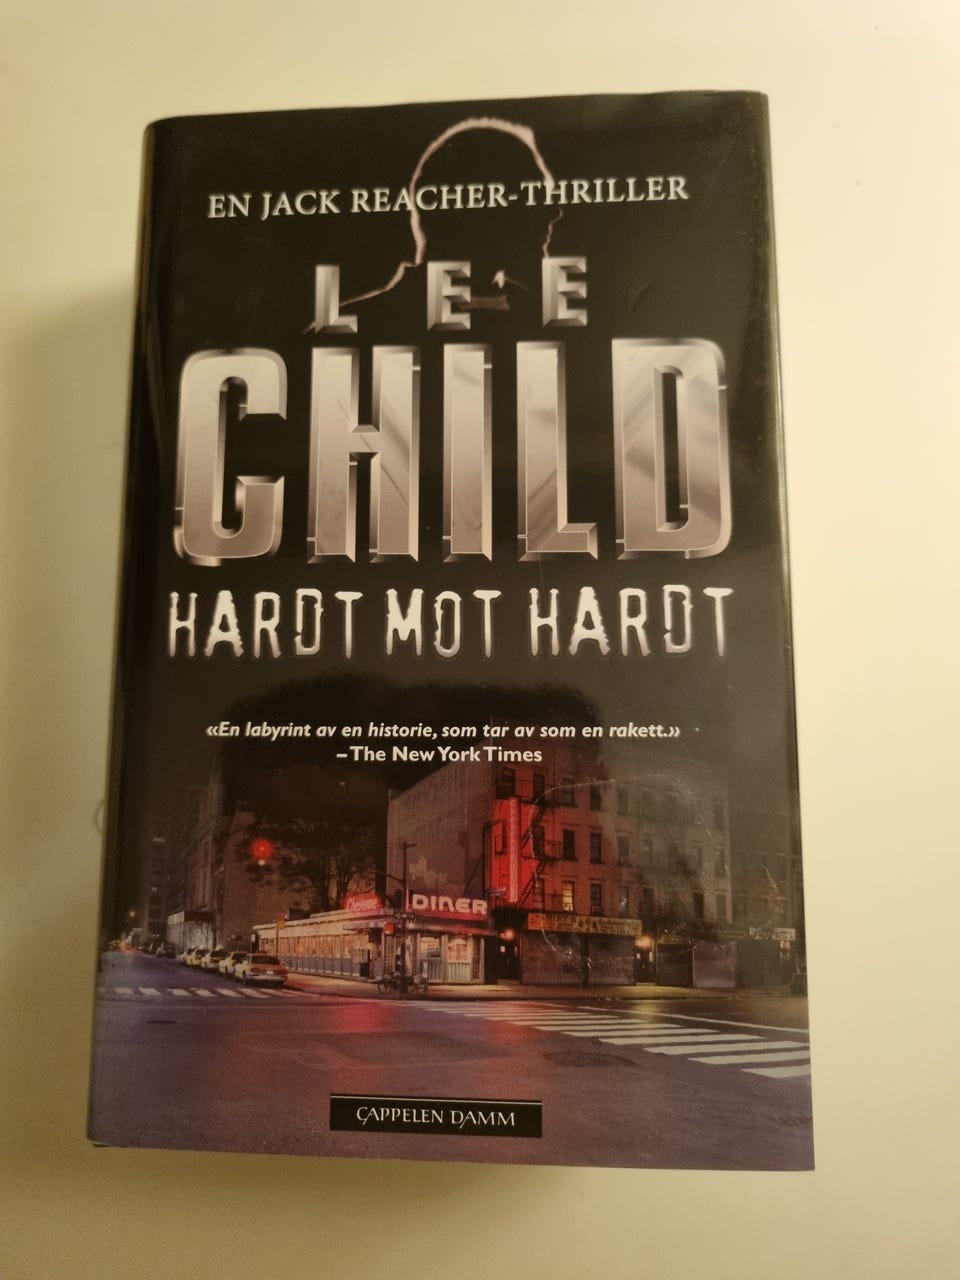 EN JACK REACHER-THRILLER
LEE
CHILD
HARDT MOT HARDT
«En labyrint av en historie, som tar av som en rakett.»
–The New York Times
Cheyenne
DINER
CAPPELEN DAMM